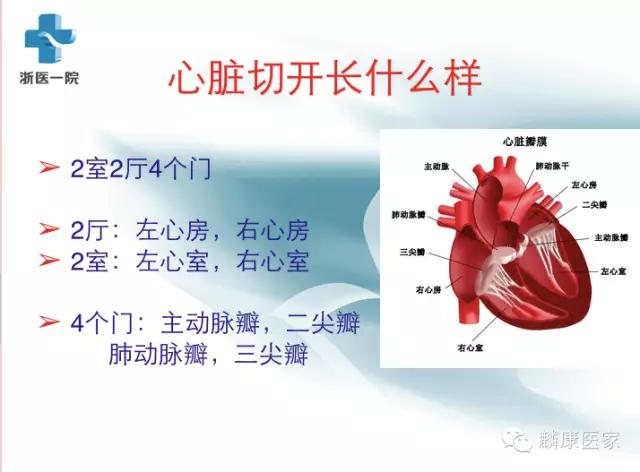 浙医一院
心脏切开长什么样
2室2厅4个门
2厅：左心房，右心房
2室：左心室，右心室
4个门：主动脉瓣，二尖瓣
肺动脉瓣，三尖瓣
心脏瓣膜
主动脉
肺动脉干
左心房
二尖瓣
肺动脉瓣
主动脉瓣
三尖瓣
左心室
右心房
右心室
麟康医家